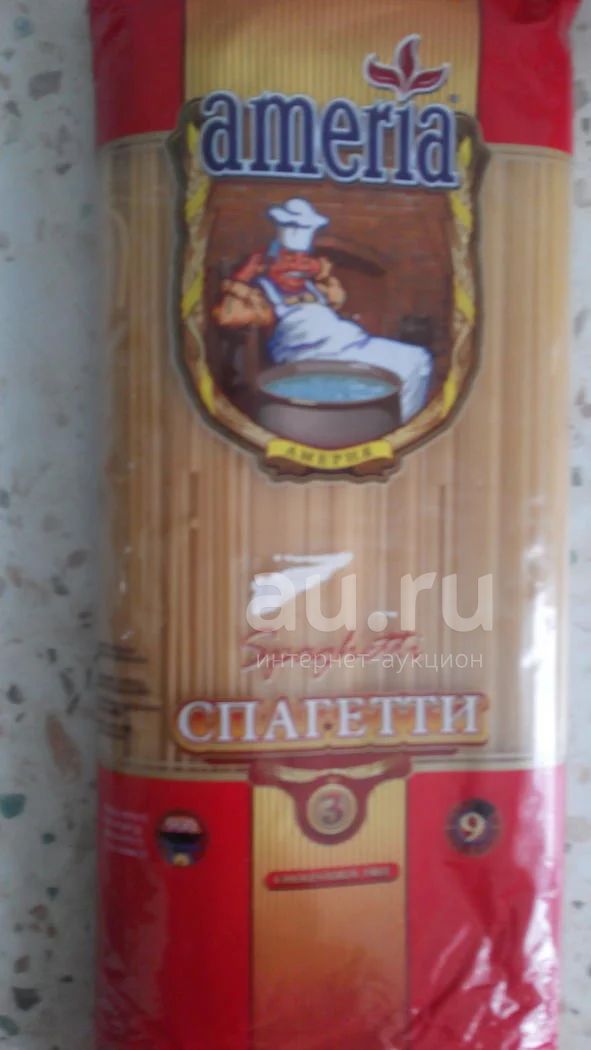 ameria
АМЕРИЯ
au.ru
Spaghetti
интернет-аукцион
СПАГЕТТИ
3
9